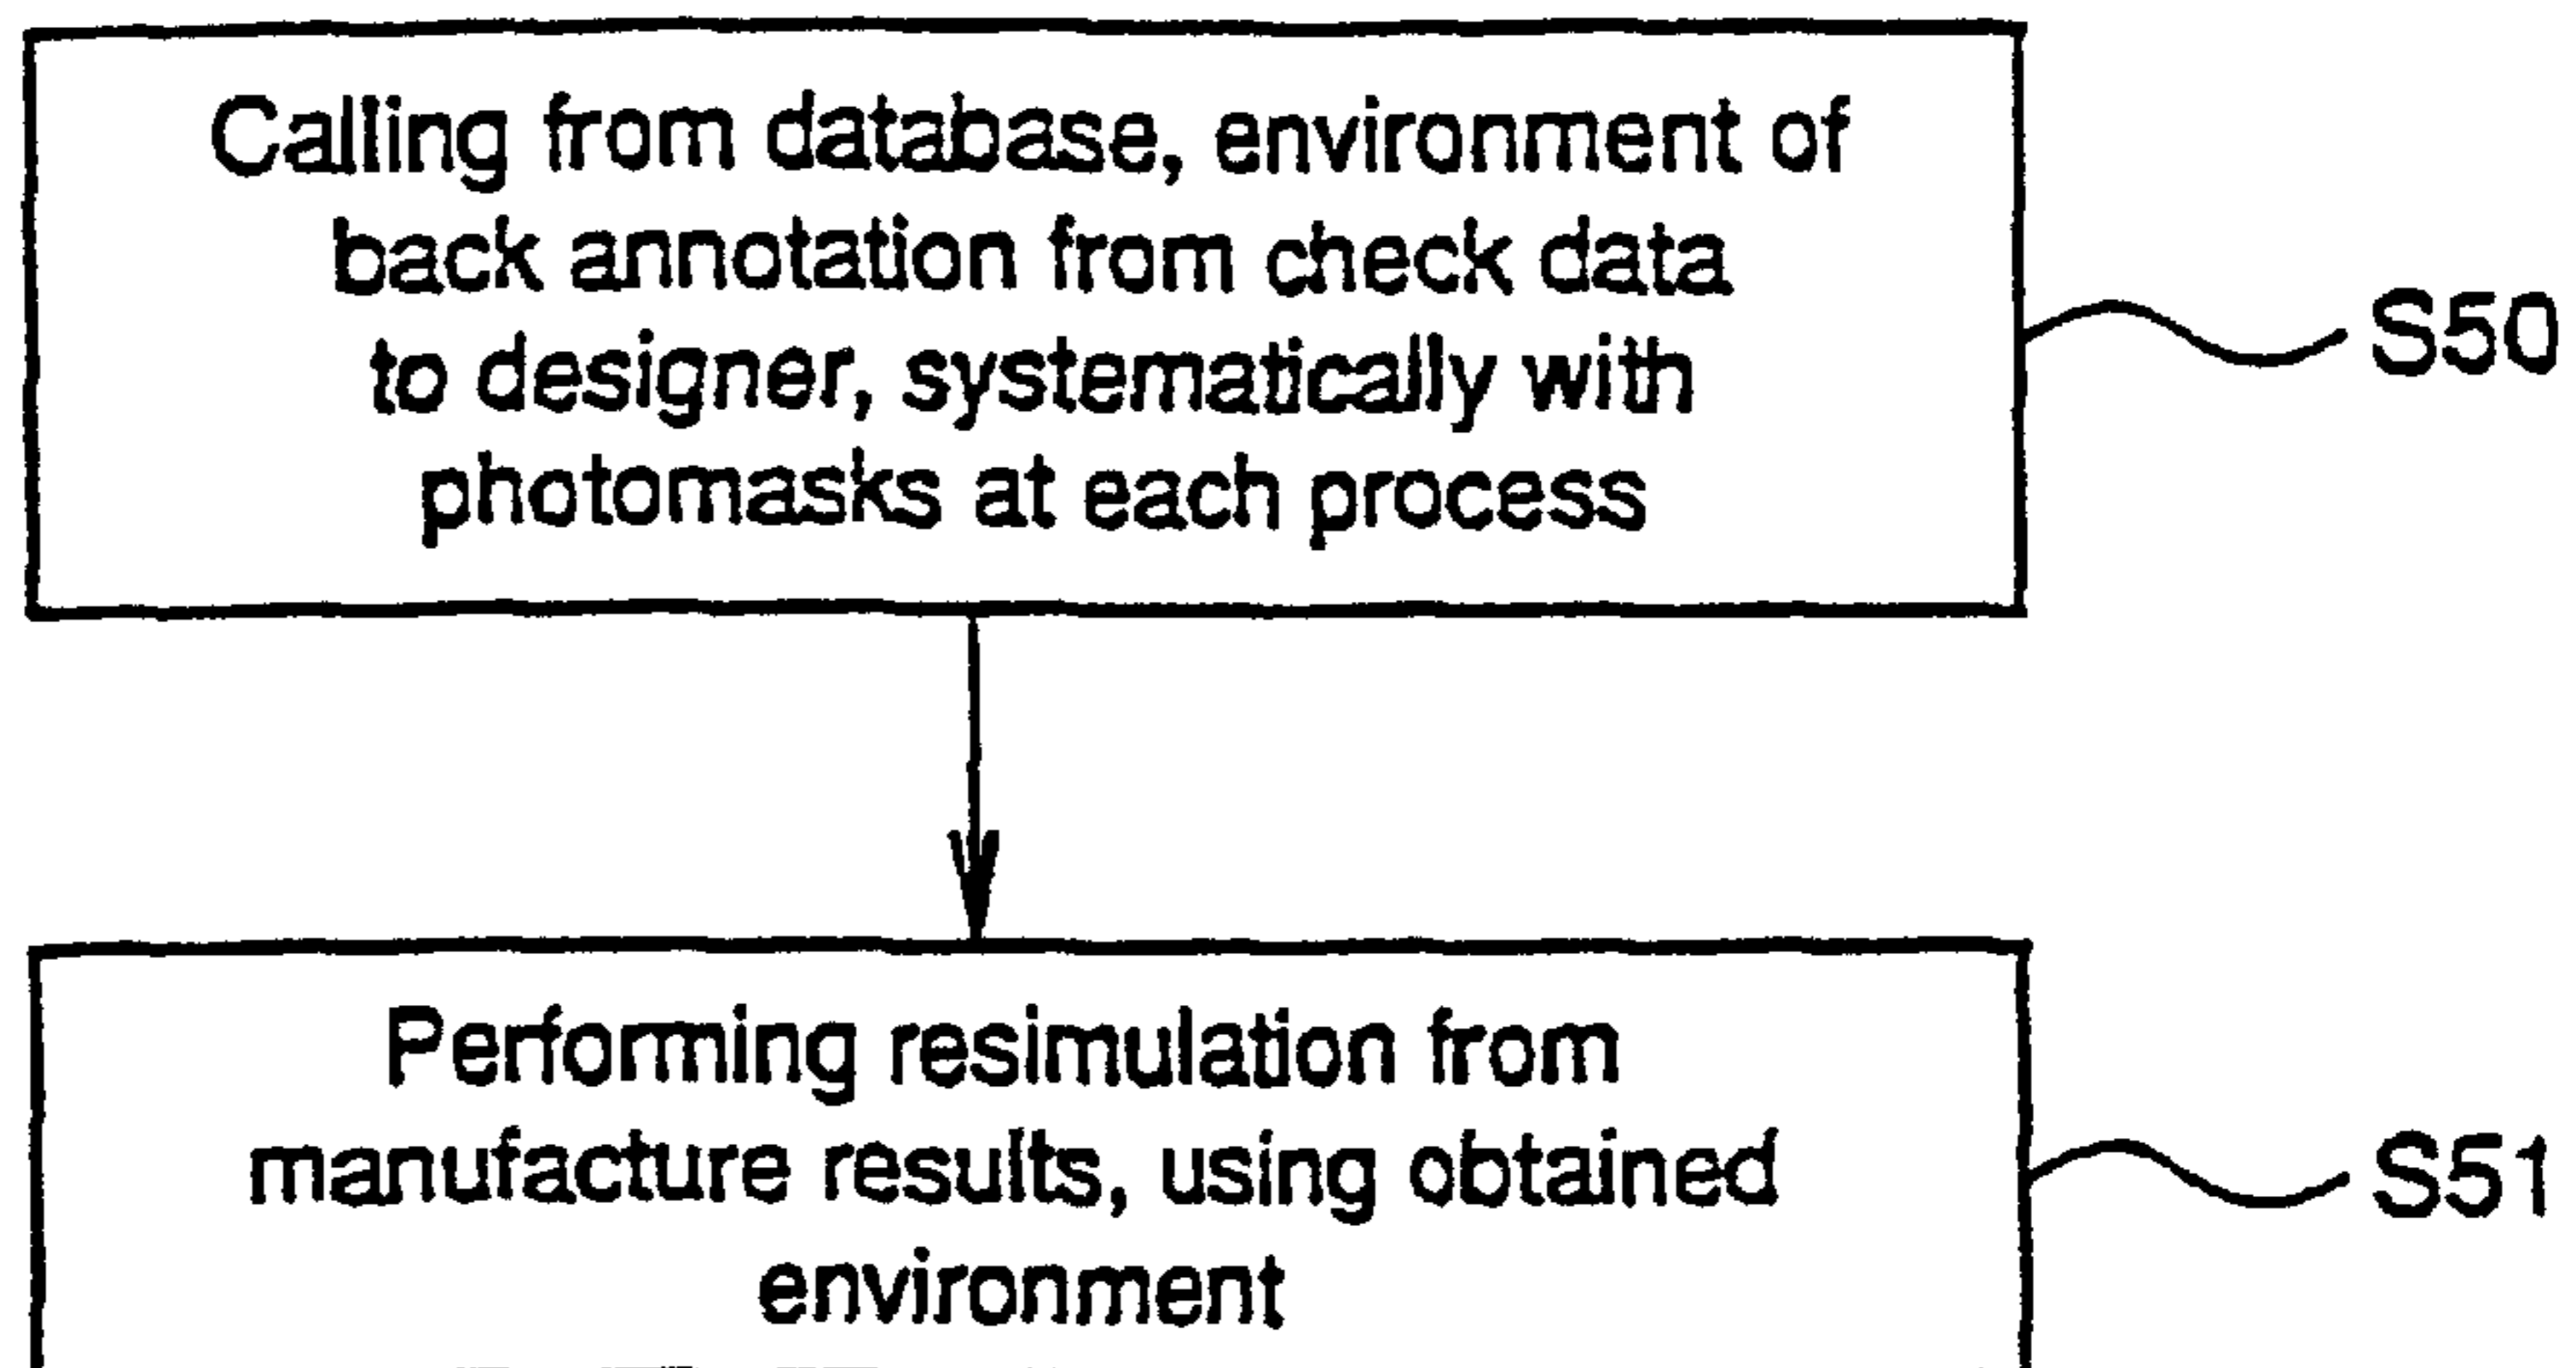 Calling from database, environment of
back annotation from check data
to designer, systematically with
photomasks at each process
S50
Performing resimulation from
manufacture results, using obtained
environment
S51